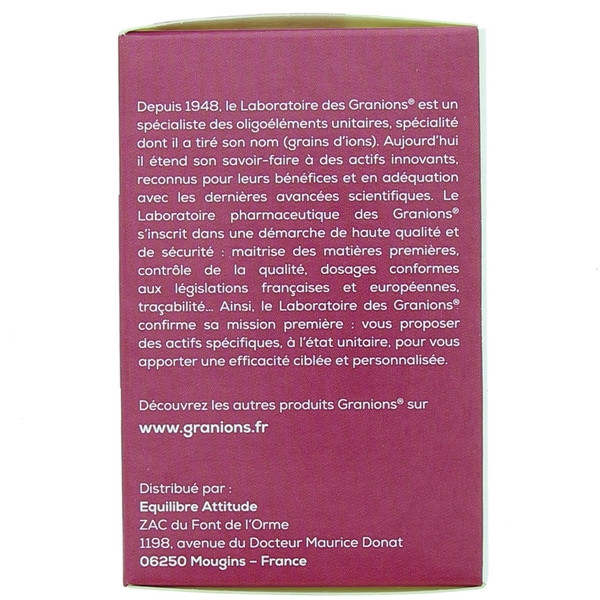 Depuis 1948, le Laboratoire des Granions® est un
spécialiste des oligoéléments unitaires, spécialité
dont il a tiré son nom (grains d'ions). Aujourd'hui
il étend son savoir-faire à des actifs innovants,
reconnus pour leurs bénéfices et en adéquation
avec les dernières avancées scientifiques. Le
Laboratoire pharmaceutique des Granions®
s'inscrit dans une démarche de haute qualité et
de sécurité : maitrise des matières premières,
contrôle de la qualité, dosages conformes
aux législations françaises et européennes,
traçabilité... Ainsi, le Laboratoire des Granions®
confirme sa mission première : vous proposer
des actifs spécifiques, à l'état unitaire, pour vous
apporter une efficacité ciblée et personnalisée.
Découvrez les autres produits Granions® sur
www.granions.fr
Distribué par :
Equilibre Attitude
ZAC du Font de l'Orme
1198, avenue du Docteur Maurice Donat
06250 Mougins – France